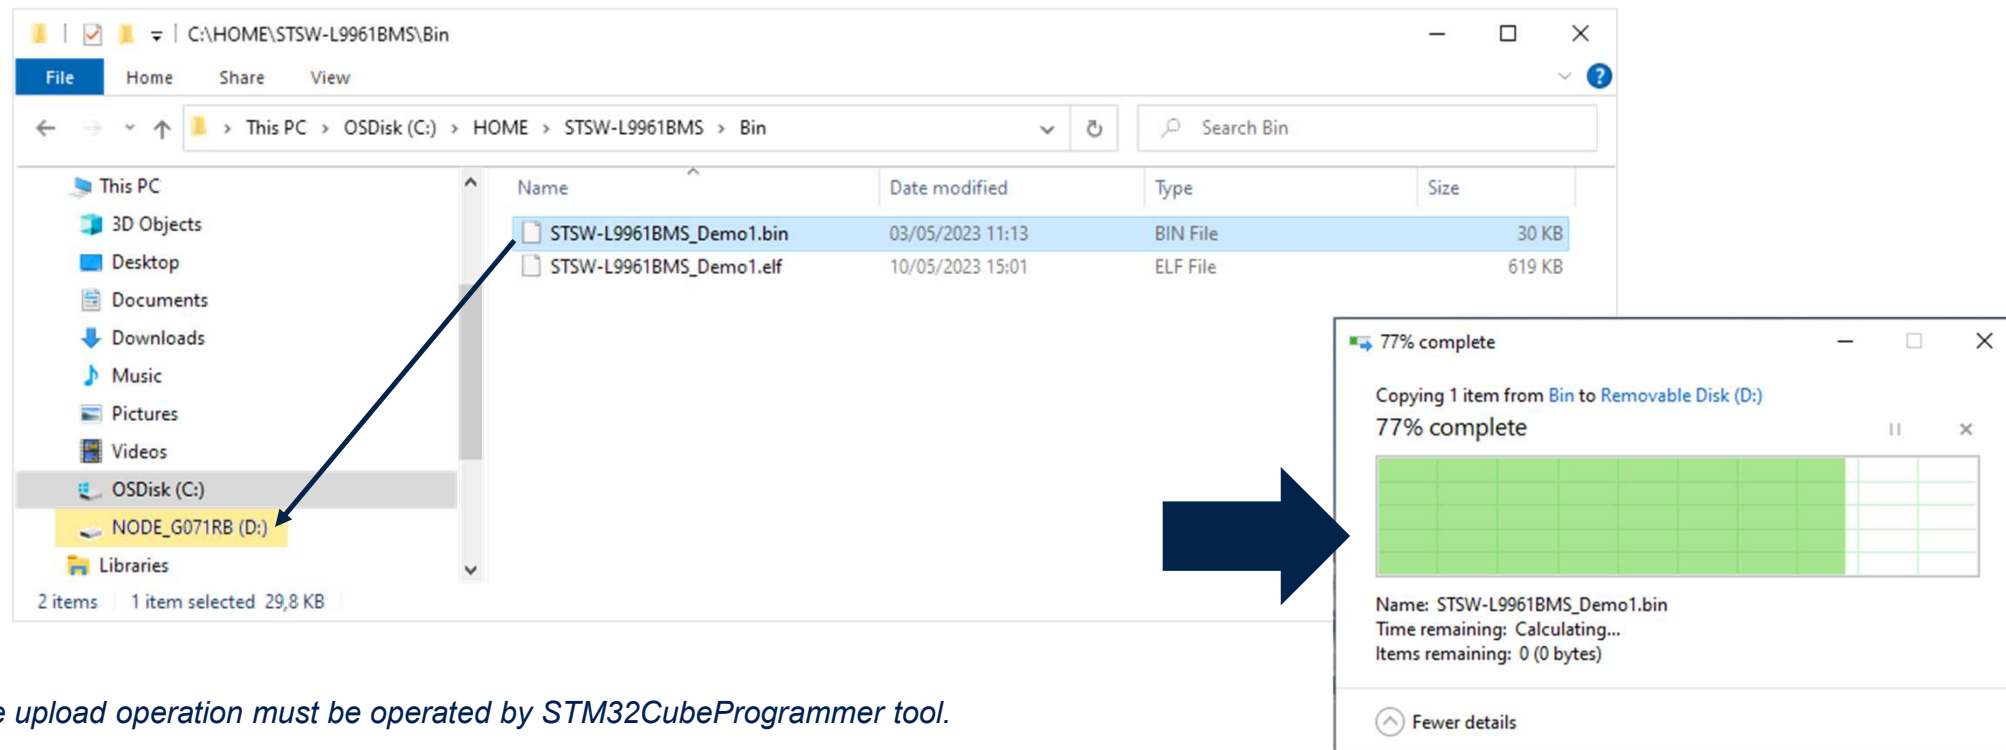 C:\HOME\STSW-L9961BMS\Bin
File Home Share View
This PC > OSDisk (C:) > HOME > STSW-L9961BMS > Bin
Search Bin
Name Date modified Type Size
STSW-L9961BMS_Demo1.bin 03/05/2023 11:13 BIN File 30 KB
STSW-L9961BMS_Demo1.elf 10/05/2023 15:01 ELF File 619 KB
This PC
3D Objects
Desktop
Documents
Downloads
Music
Pictures
Videos
OSDisk (C:)
NODE_G071RB (D:)
Libraries
2 items 1 item selected 29,8 KB
77% complete
Copying 1 item from Bin to Removable Disk (D:)
77% complete
Name: STSW-L9961BMS_Demo1.bin
Time remaining: Calculating...
Items remaining: 0 (0 bytes)
Fewer details
e upload operation must be operated by STM32CubeProgrammer tool.